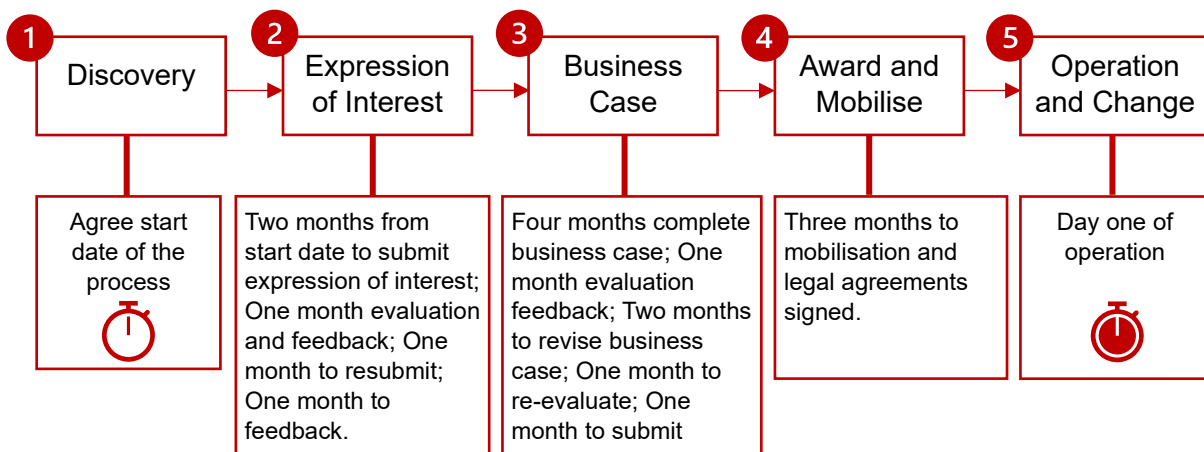 1
Discovery
2
Expression
of Interest
3
Business
Case
4
Award and
Mobilise
5
Operation
and Change
Agree start
date of the
process
Two months from
start date to submit
expression of interest;
One month evaluation
and feedback; One
month to resubmit;
One month to
feedback.
Four months complete
business case; One
month evaluation
feedback; Two months
to revise business
case; One month to
re-evaluate; One
month to submit
Three months to
mobilisation and
legal agreements
signed.
Day one of
operation